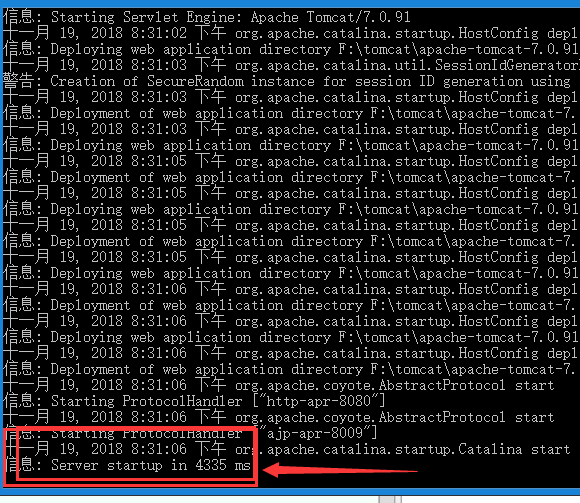 信息: Starting Servlet Engine: Apache Tomcat/7.0.91
十一月 19, 2018 8:31:02 下午 org.apache.catalina.startup.HostConfig depl
信息: Deploying web application directory F:\tomcat\apache-tomcat-7.0.91
十一月 19, 2018 8:31:03 下午 org.apache.catalina.util.SessionIdGenerator
警告: Creation of SecureRandom instance for session ID generation using
十一月 19, 2018 8:31:03 下午 org.apache.catalina.startup.HostConfig depl
信息: Deployment of web application directory F:\tomcat\apache-tomcat-7.
十一月 19, 2018 8:31:03 下午 org.apache.catalina.startup.HostConfig depl
信息: Deploying web application directory F:\tomcat\apache-tomcat-7.0.91
十一月 19, 2018 8:31:05 下午 org.apache.catalina.startup.HostConfig depl
信息: Deployment of web application directory F:\tomcat\apache-tomcat-7.
十一月 19, 2018 8:31:05 下午 org.apache.catalina.startup.HostConfig depl
信息: Deploying web application directory F:\tomcat\apache-tomcat-7.0.91
十一月 19, 2018 8:31:05 下午 org.apache.catalina.startup.HostConfig depl
信息: Deployment of web application directory F:\tomcat\apache-tomcat-7.
十一月 19, 2018 8:31:05 下午 org.apache.catalina.startup.HostConfig depl
信息: Deploying web application directory F:\tomcat\apache-tomcat-7.0.91
十一月 19, 2018 8:31:06 下午 org.apache.catalina.startup.HostConfig depl
信息: Deployment of web application directory F:\tomcat\apache-tomcat-7.
十一月 19, 2018 8:31:06 下午 org.apache.catalina.startup.HostConfig depl
信息: Deploying web application directory F:\tomcat\apache-tomcat-7.0.91
十一月 19, 2018 8:31:06 下午 org.apache.catalina.startup.HostConfig depl
信息: Deployment of web application directory F:\tomcat\apache-tomcat-7.
十一月 19, 2018 8:31:06 下午 org.apache.coyote.AbstractProtocol start
信息: Starting ProtocolHandler ["http-apr-8080"]
十一月 19, 2018 8:31:06 下午 org.apache.coyote.AbstractProtocol start
信息: Starting ProtocolHandler ["ajp-apr-8009"]
十一月 19, 2018 8:31:06 下午 org.apache.catalina.startup.Catalina start
信息: Server startup in 4335 ms